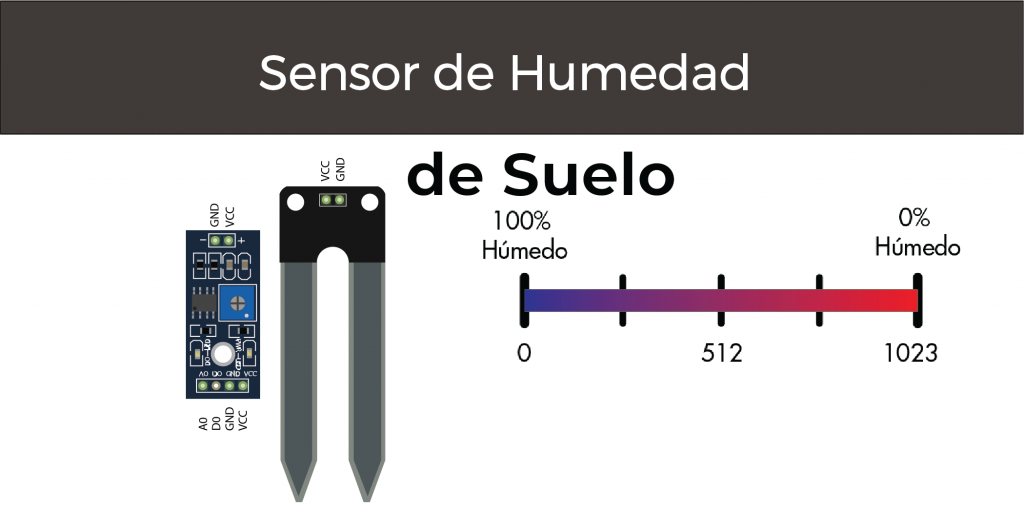 Sensor de Humedad
de Suelo
VCC
GND
100%
Húmedo
0%
Húmedo
0
512
1023
GND
VCC
- +
A0 DO GND VCC
A0
D0
GND
VCC